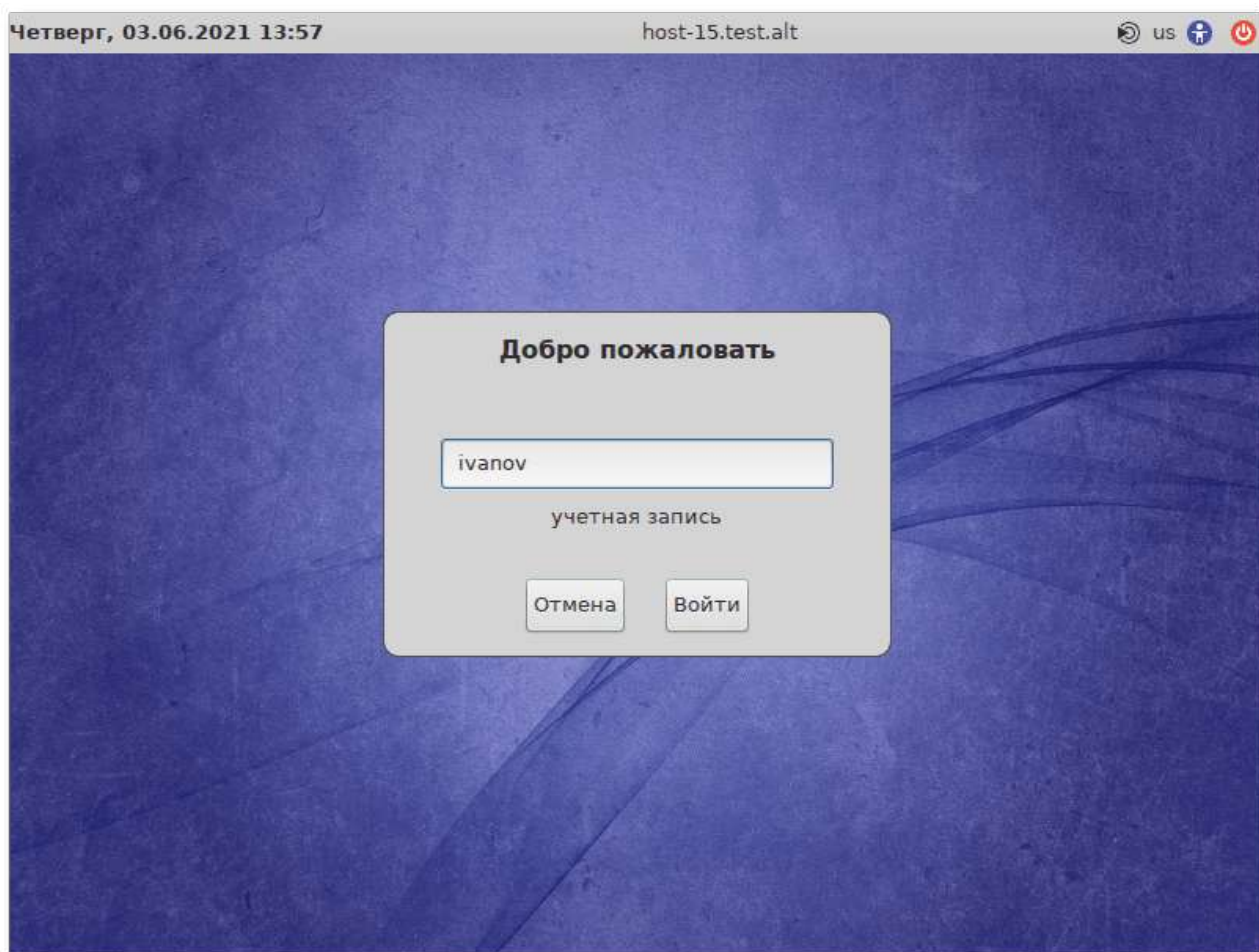 Четверг, 03.06.2021 13:57 host-15.test.alt us
Добро пожаловать
ivanov
учетная запись
Отмена Войти